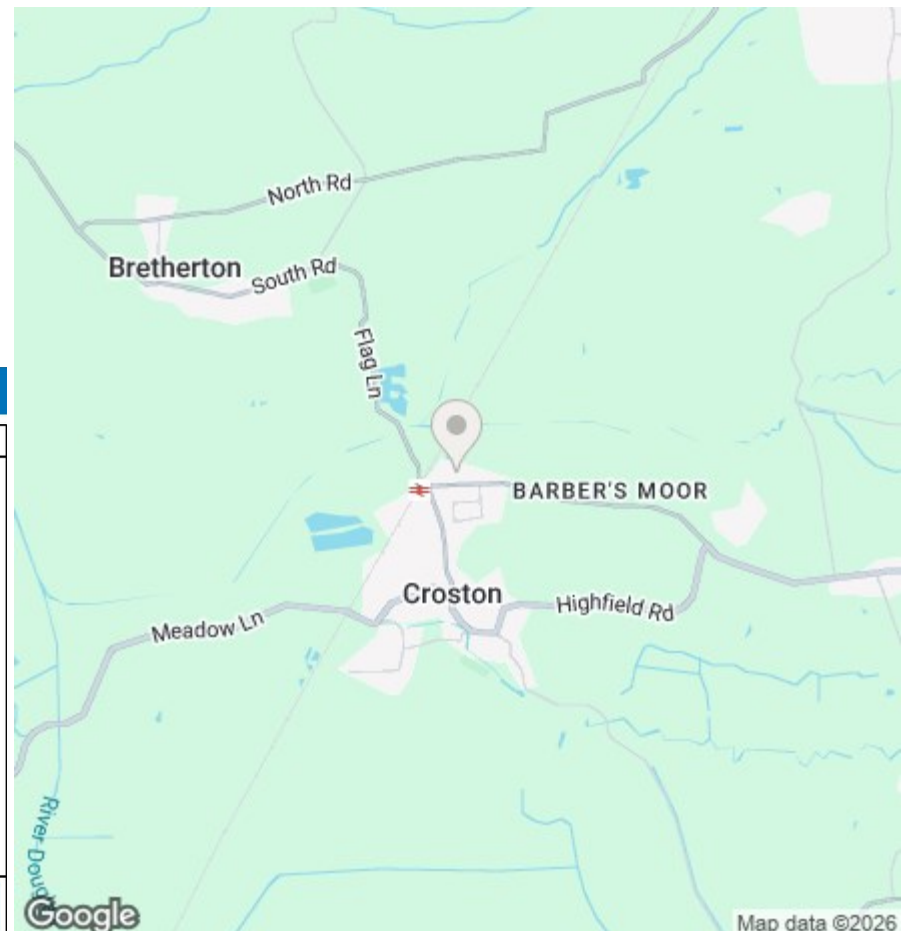 North Rd
Bretherton
South Rd
Flag Ln
BARBER'S MOOR
Croston
Highfield Rd
Meadow Ln
River
Google
Map data ©2026